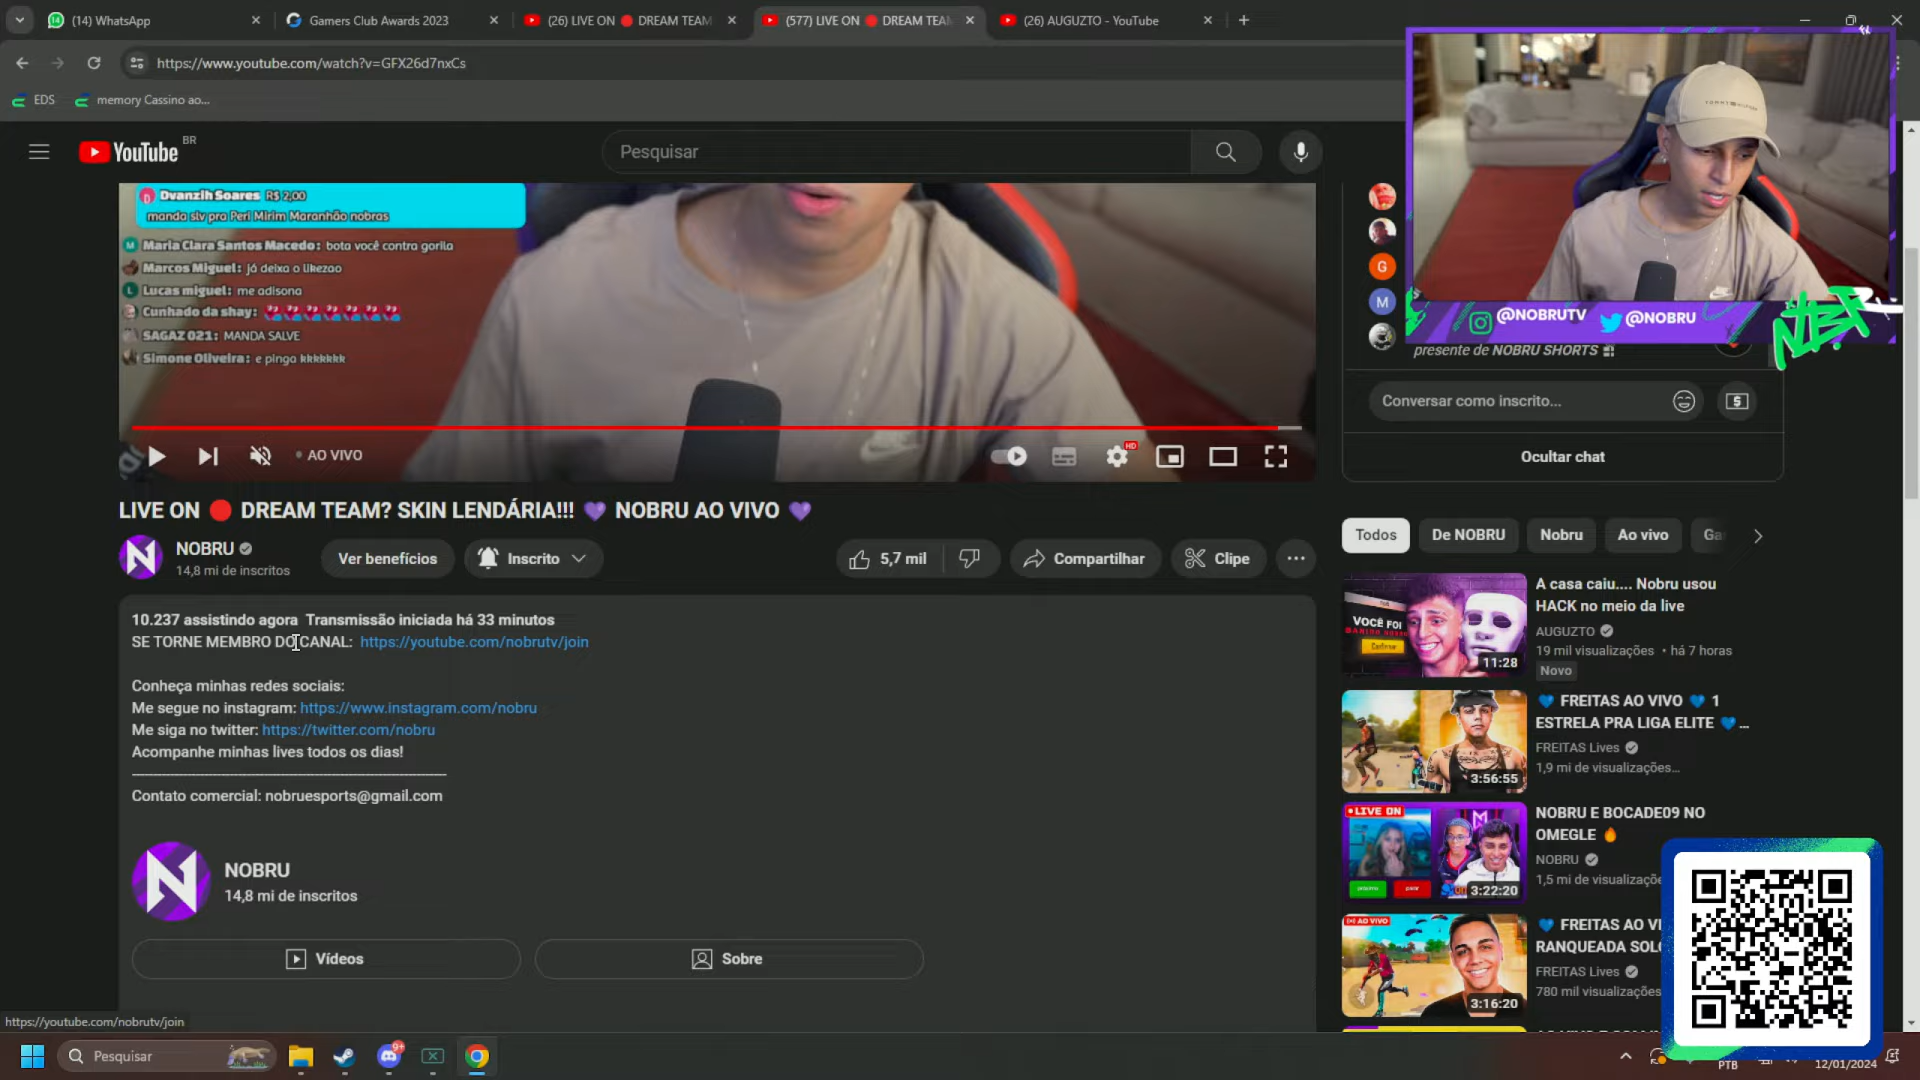 (14) WhatsApp
Gamers Club Awards 2023
(26) LIVE ON 🔴 DREAM TEAM
(577) LIVE ON 🔴 DREAM TEA
(26) AUGUZTO - YouTube
https://www.youtube.com/watch?v=GFX26d7nxCs
EDS
memory Cassino ao...
YouTube BR
Pesquisar
Dvanzih Soares R$ 2,00
manda slv pra Peri Mirim Maranhão nobras
Maria Clara Santos Macedo: bota você contra gorila
Marcos Miguel: já deixa o likezao
Lucas miguel: me adisona
Cunhado da shay:
SAGAZ 021: MANDA SALVE
Simone Oliveira: e pinga kkkkkkk
AO VIVO
HD
@NOBRUTV
@NOBRU
presente de NOBRU SHORTS
G
M
Conversar como inscrito...
Ocultar chat
LIVE ON 🔴 DREAM TEAM? SKIN LENDÁRIA!!! 💜 NOBRU AO VIVO 💜
NOBRU
14,8 mi de inscritos
Ver benefícios
Inscrito
5,7 mil
Compartilhar
Clipe
10.237 assistindo agora Transmissão iniciada há 33 minutos
SE TORNE MEMBRO DO CANAL: https://youtube.com/nobrutv/join
Conheça minhas redes sociais:
Me segue no instagram: https://www.instagram.com/nobru
Me siga no twitter: https://twitter.com/nobru
Acompanhe minhas lives todos os dias!
Contato comercial: nobruesports@gmail.com
NOBRU
14,8 mi de inscritos
Vídeos
Sobre
Todos
De NOBRU
Nobru
Ao vivo
Ga
VOCÊ FOI
11:28
A casa caiu.... Nobru usou
HACK no meio da live
AUGUZTO
19 mil visualizações • há 7 horas
Novo
3:56:55
💙 FREITAS AO VIVO 💙 1
ESTRELA PRA LIGA ELITE 💙...
FREITAS Lives
1,9 mi de visualizações...
LIVE ON
3:22:20
NOBRU E BOCADE09 NO
OMEGLE 🔥
NOBRU
1,5 mi de visualizaçõe
AO VIVO
3:16:20
💙 FREITAS AO VI
RANQUEADA SOLO
FREITAS Lives
780 mil visualizações
https://youtube.com/nobrutv/join
Pesquisar
9+
PTB
12/01/2024